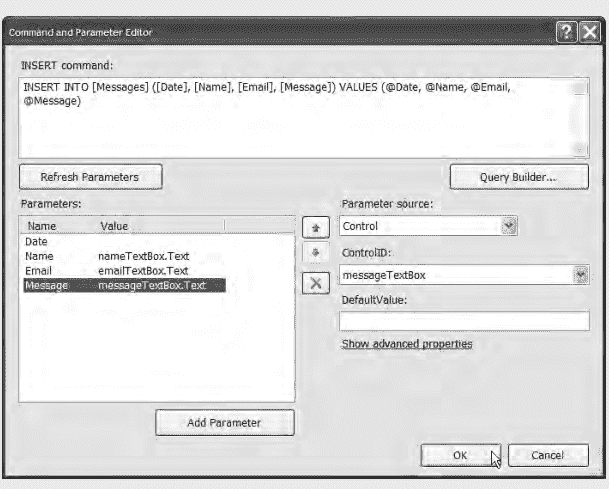 Command and Parameter Editor
INSERT command:
INSERT INTO [Messages] ([Date], [Name], [Email], [Message]) VALUES (@Date, @Name, @Email,
@Message)
Refresh Parameters
Query Builder...
Parameters:
Name Value
Date
Name nameTextBox.Text
Email emailTextBox.Text
Message messageTextBox.Text
Add Parameter
Parameter source:
Control
ControlID:
messageTextBox
DefaultValue:
Show advanced properties
OK Cancel